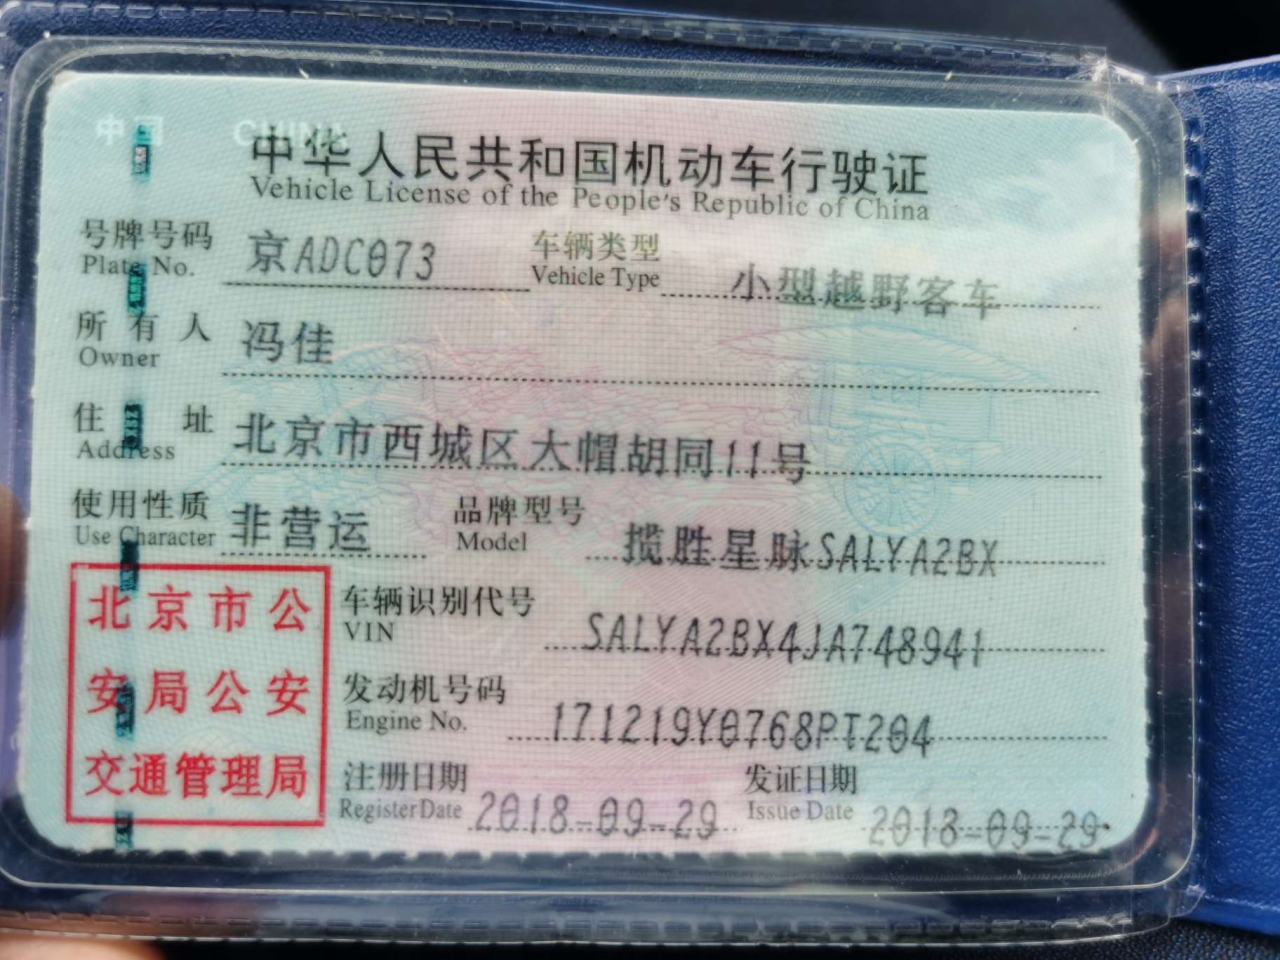 中国 CHINA
中华人民共和国机动车行驶证
Vehicle License of the People's Republic of China
号牌号码 京ADC073 车辆类型 小型越野客车
Plate No. Vehicle Type
所有人 冯佳
Owner
住址 北京市西城区大帽胡同11号
Address
使用性质 非营运 品牌型号 揽胜星脉SALYA2BX
Use Character Model
车辆识别代号 SALYA2BX4JA748941
VIN
发动机号码 171219Y0768PT204
Engine No.
注册日期 2018-09-29 发证日期 2018-09-29
Register Date Issue Date
北京市公
安局公安
交通管理局